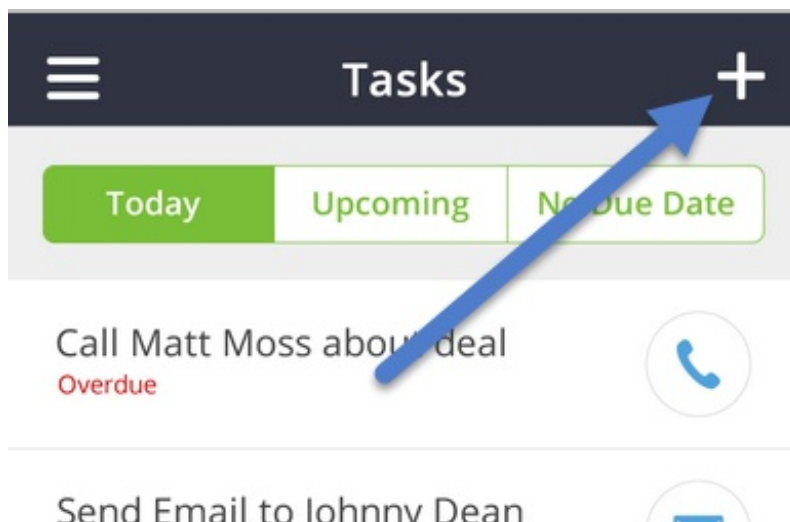 Tasks
Today Upcoming No Due Date
Call Matt Moss about deal
Overdue
Send Email to Johnny Dean